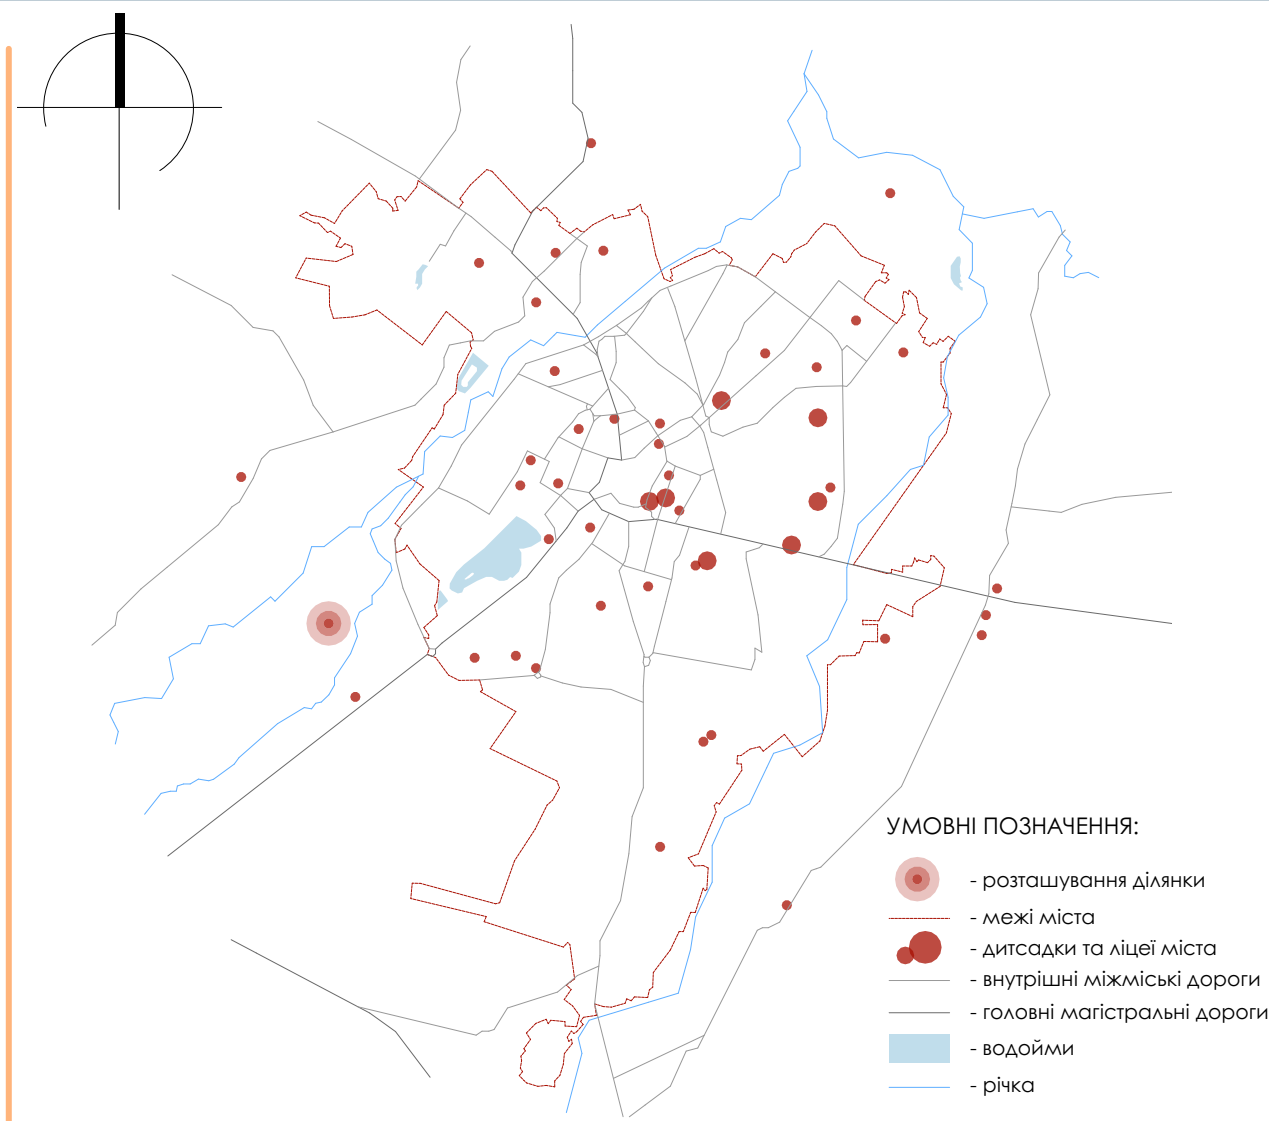 УМОВНІ ПОЗНАЧЕННЯ:
- розташування ділянки
- межі міста
- дитсадки та ліцеї міста
- внутрішні міжміські дороги
- головні магістральні дороги
- водойми
- річка